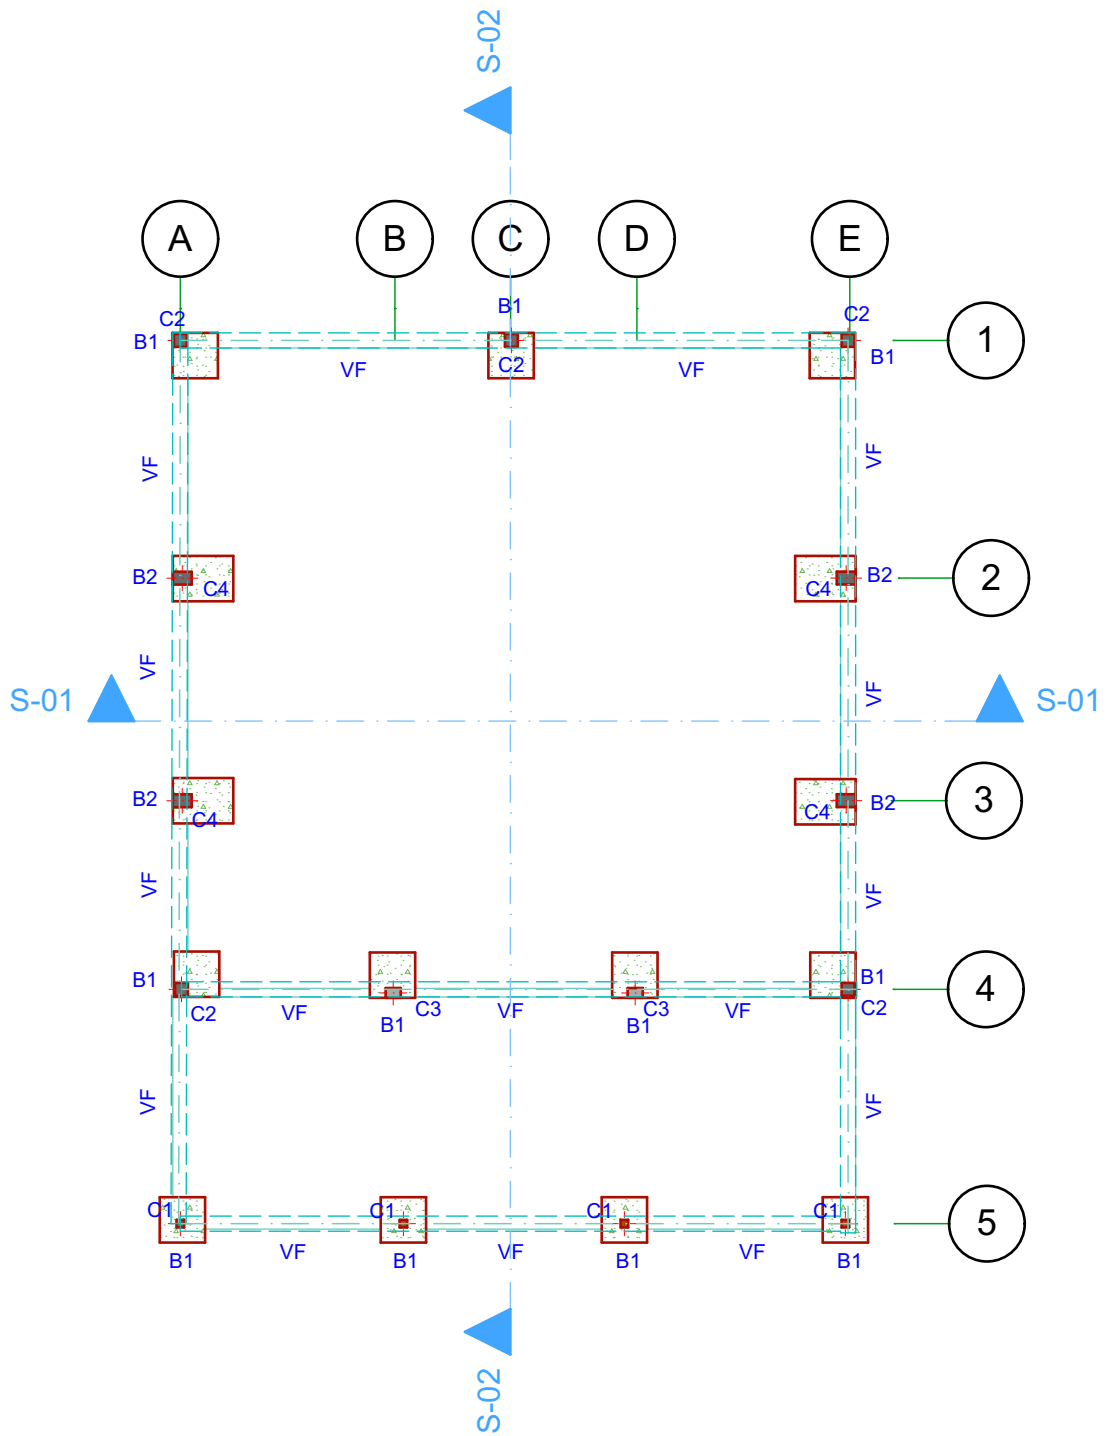 S-02
A B C D E
B1
C2 C2
B1 1
B1
C2
VF VF
VF VF
B2 B2 2
C4 C4
VF
VF
S-01 S-01
B2 B2 3
C4 C4
VF VF
B1 B1 4
C2 VF C3 VF C3 VF C2
B1 B1
VF VF
C1 C1 C1 C1
5
VF VF VF
B1 B1 B1 B1
S-02